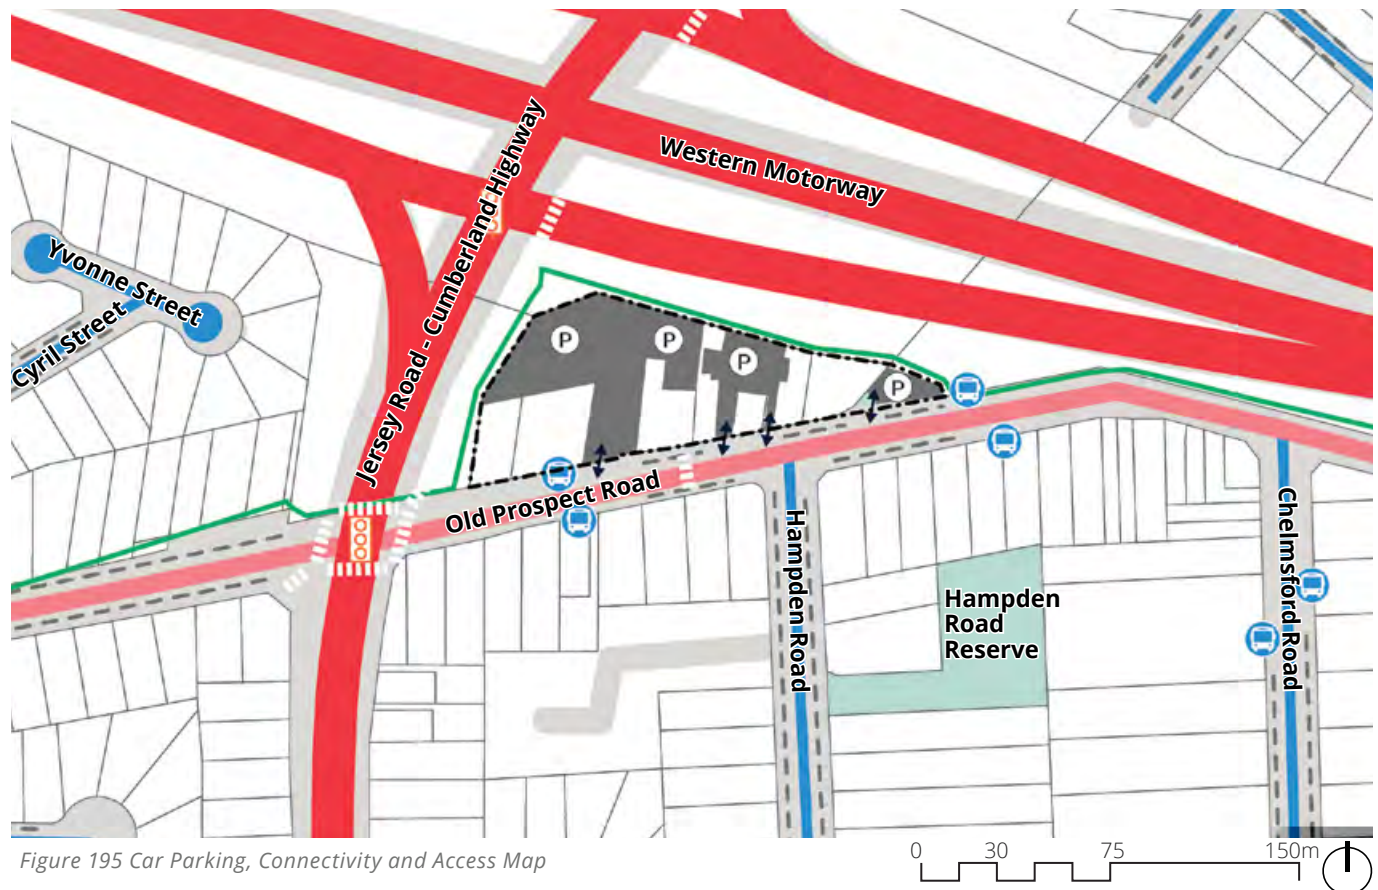 Western Motorway
Jersey Road - Cumberland Highway
Yvonne Street
Cyril Street
P
P
P
P
Old Prospect Road
Hampden Road
Chelmsford Road
Hampden
Road
Reserve
Figure 195 Car Parking, Connectivity and Access Map
0 30 75 150m